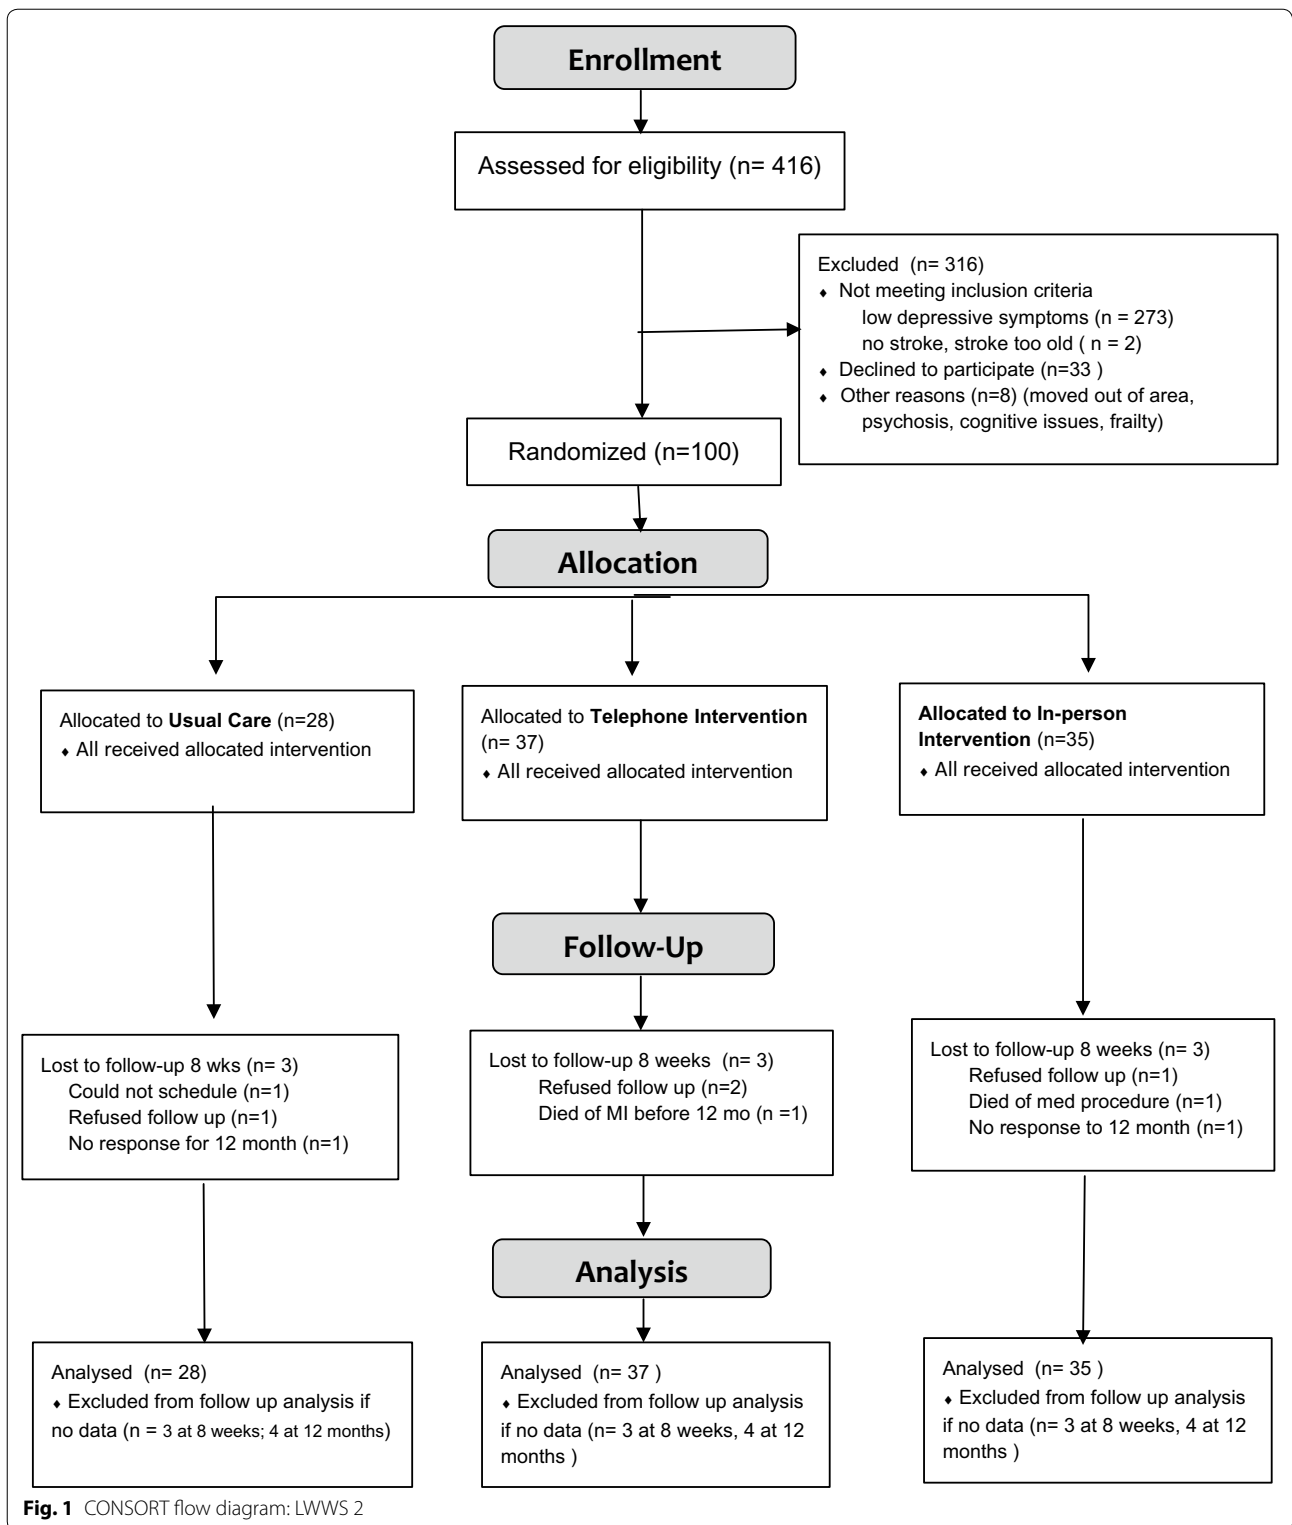 Enrollment
Assessed for eligibility (n= 416)
Excluded (n= 316)
♦ Not meeting inclusion criteria
low depressive symptoms (n = 273)
no stroke, stroke too old ( n = 2)
♦ Declined to participate (n=33 )
♦ Other reasons (n=8) (moved out of area,
psychosis, cognitive issues, frailty)
Randomized (n=100)
Allocation
Allocated to Usual Care (n=28)
♦ All received allocated intervention
Allocated to Telephone Intervention
(n= 37)
♦ All received allocated intervention
Allocated to In-person
Intervention (n=35)
♦ All received allocated intervention
Follow-Up
Lost to follow-up 8 wks (n= 3)
Could not schedule (n=1)
Refused follow up (n=1)
No response for 12 month (n=1)
Lost to follow-up 8 weeks (n= 3)
Refused follow up (n=2)
Died of MI before 12 mo (n =1)
Lost to follow-up 8 weeks (n= 3)
Refused follow up (n=1)
Died of med procedure (n=1)
No response to 12 month (n=1)
Analysis
Analysed (n= 28)
♦ Excluded from follow up analysis if
no data (n = 3 at 8 weeks; 4 at 12 months)
Analysed (n= 37 )
♦ Excluded from follow up analysis
if no data (n= 3 at 8 weeks, 4 at 12
months )
Analysed (n= 35 )
♦ Excluded from follow up analysis
if no data (n= 3 at 8 weeks, 4 at 12
months )
Fig. 1 CONSORT flow diagram: LWWS 2